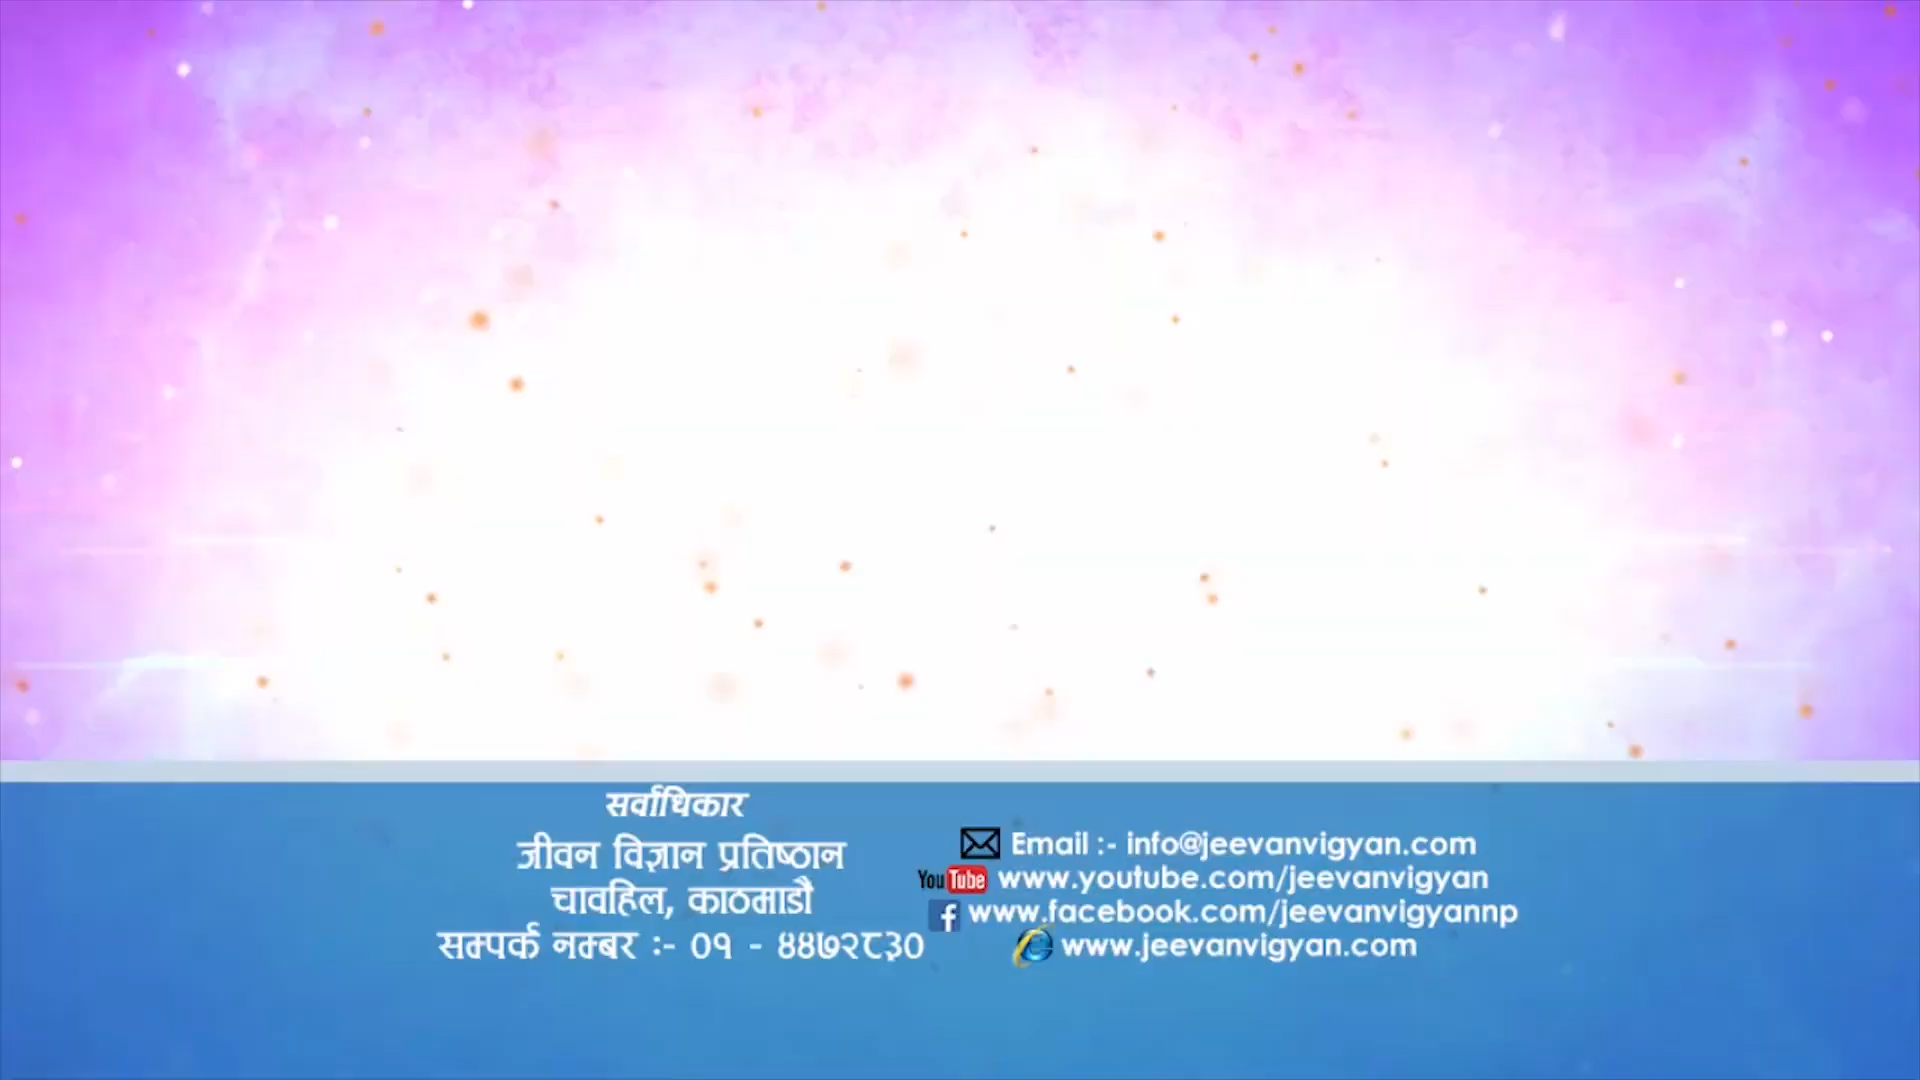 सर्वाधिकार
जीवन विज्ञान प्रतिष्ठान
चावहिल, काठमाडौ
सम्पर्क नम्बर :- ०१ - ४४७२८३०
Email :- info@jeevanvigyan.com
YouTube www.youtube.com/jeevanvigyan
f www.facebook.com/jeevanvigyannp
www.jeevanvigyan.com